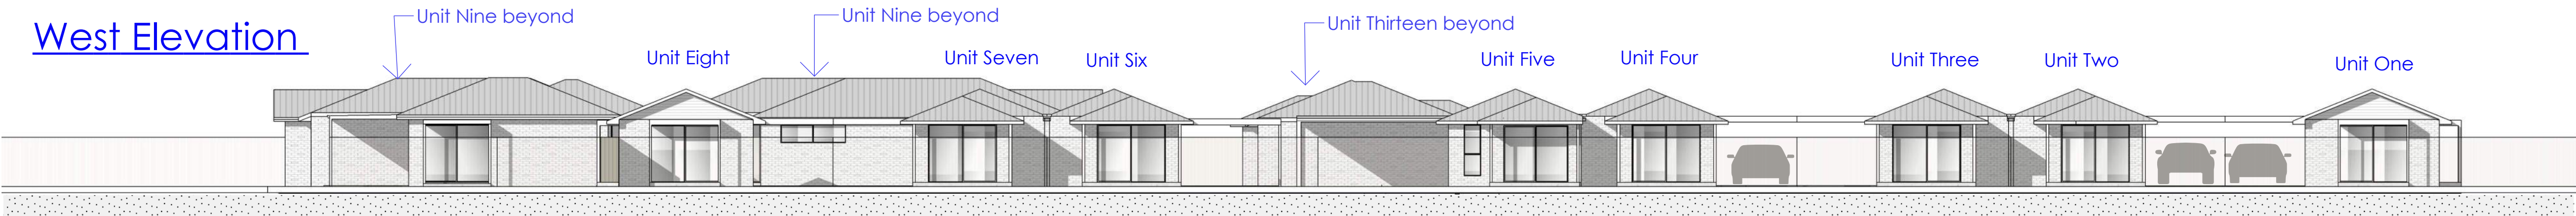 West Elevation
Unit Nine beyond
Unit Eight
Unit Nine beyond
Unit Seven
Unit Six
Unit Thirteen beyond
Unit Five
Unit Four
Unit Three
Unit Two
Unit One